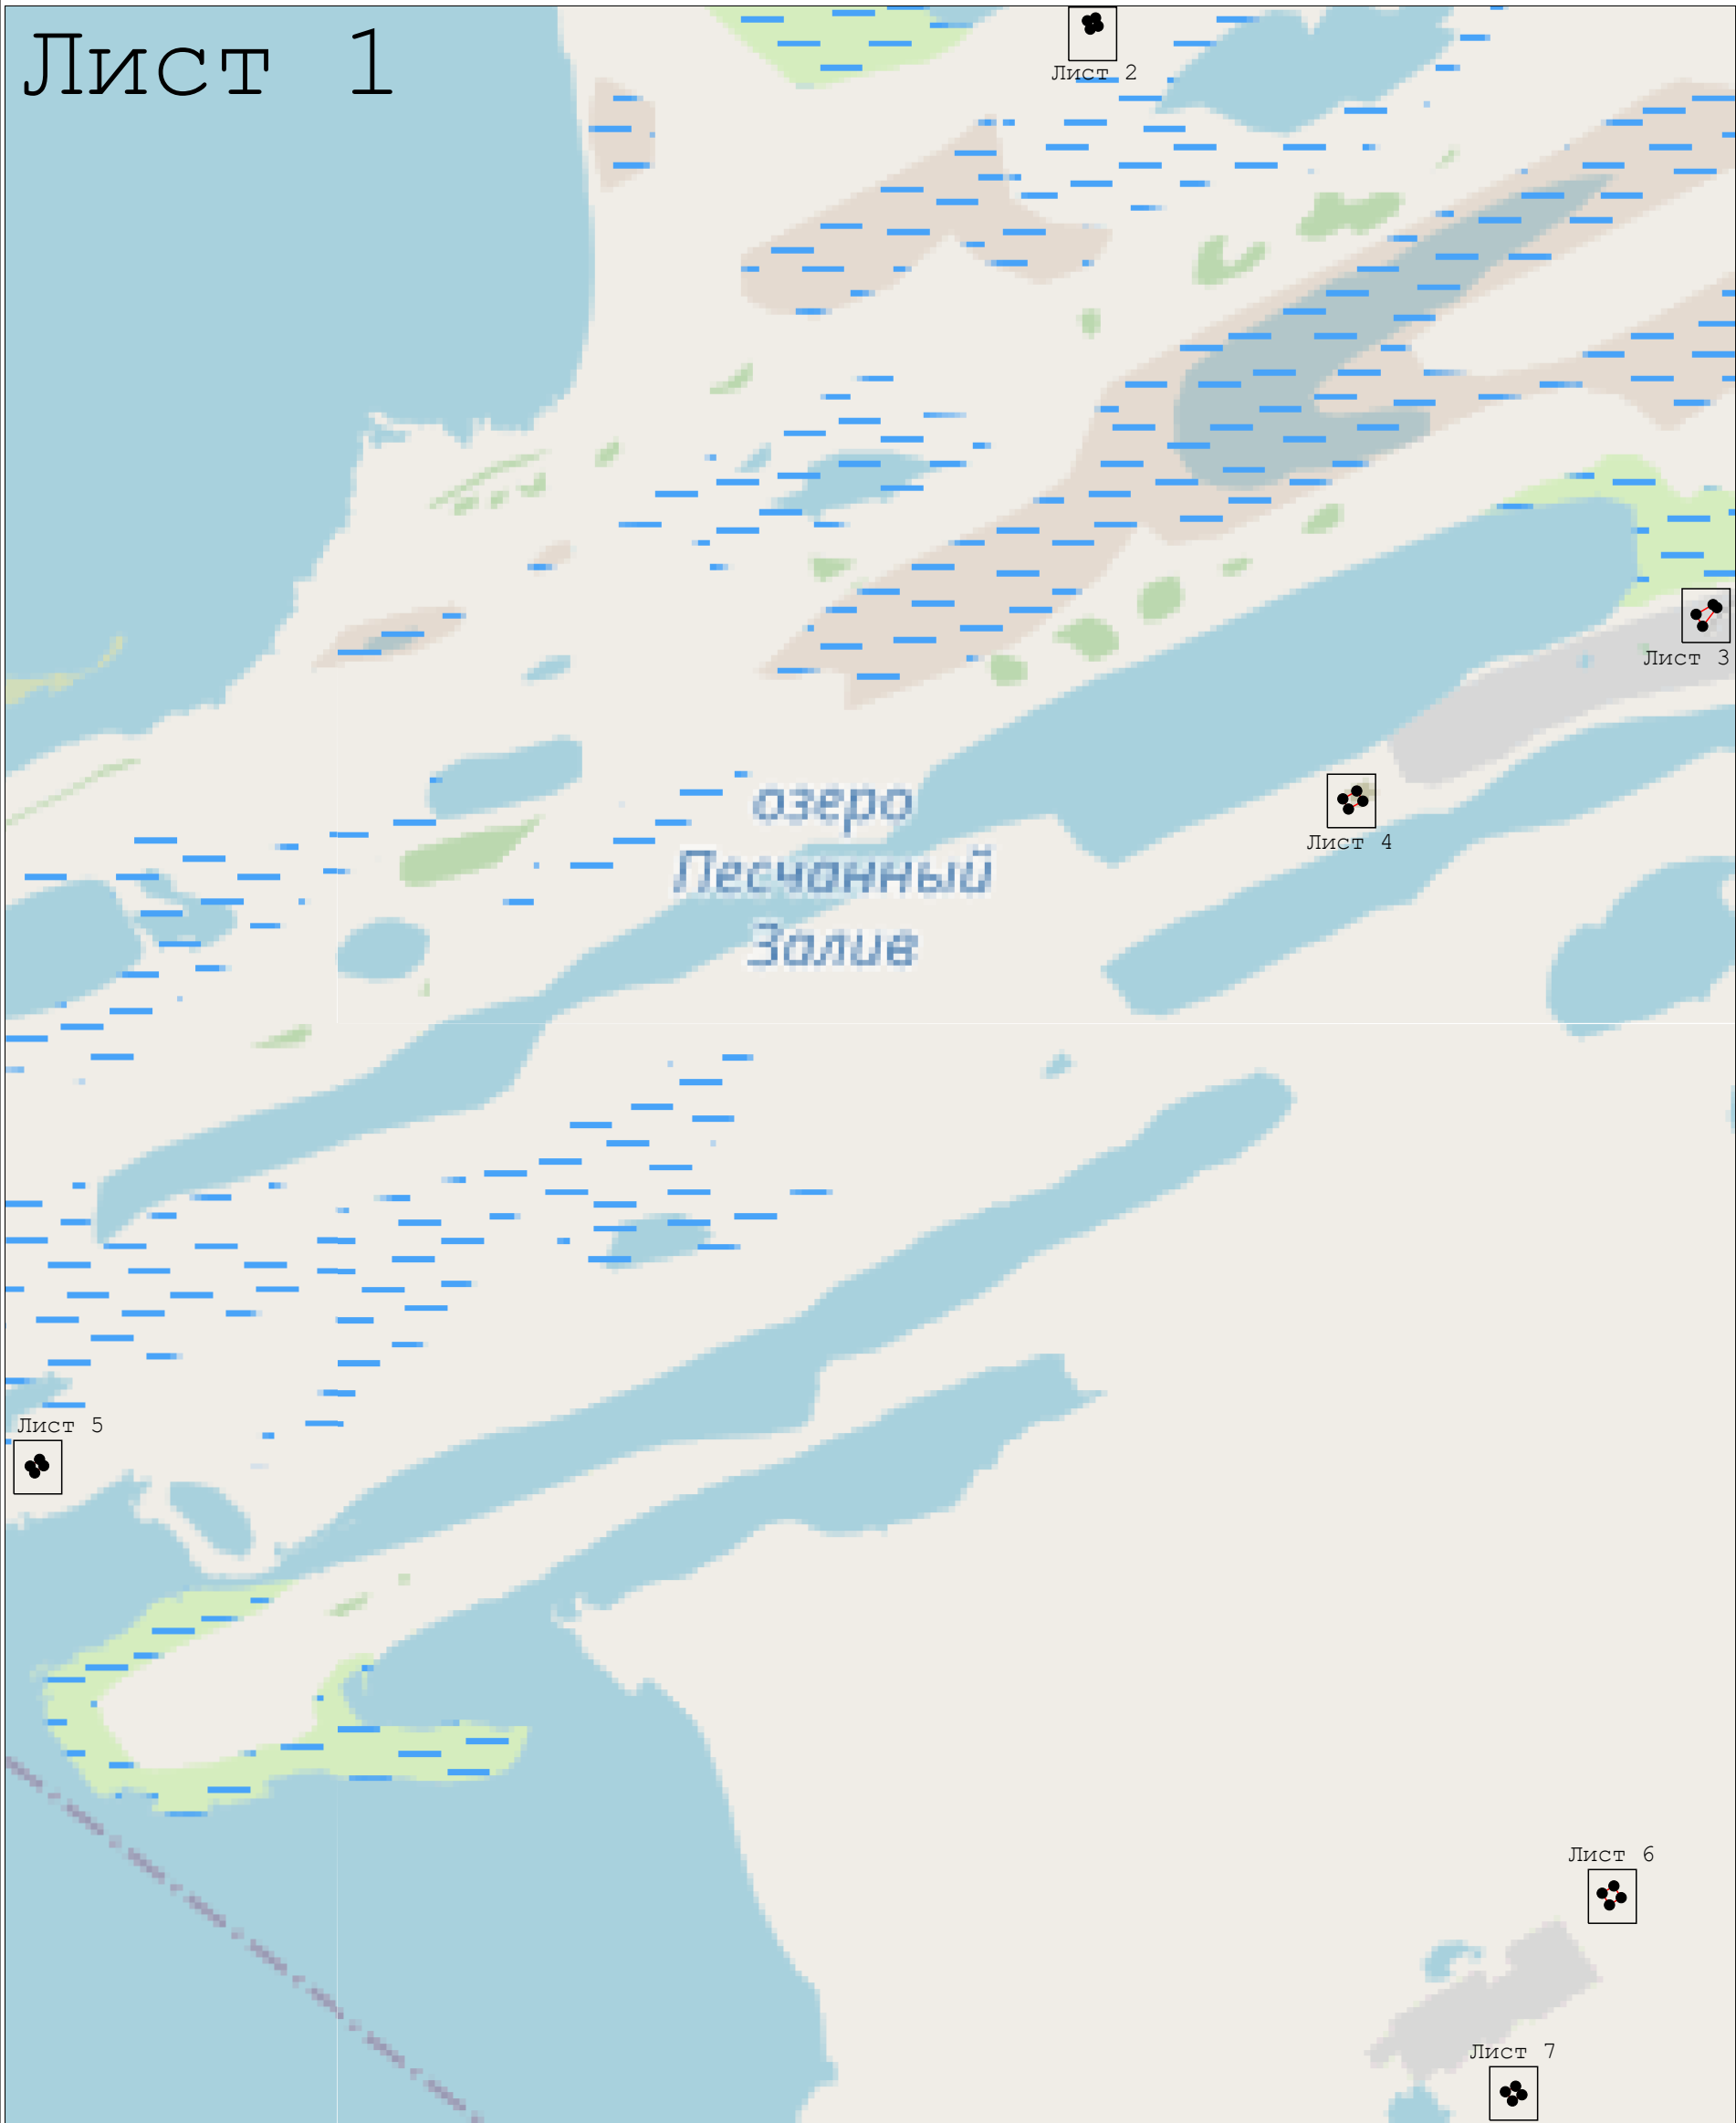 Лист 1
Лист 2
Лист 3
озеро
Песчанный
Залив
Лист 4
Лист 5
Лист 6
Лист 7